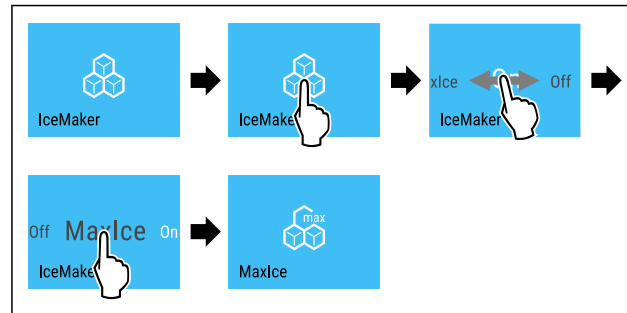 IceMaker
IceMake
xIce Off
IceMaker
Off MaxIce On
IceMake
max
MaxIce